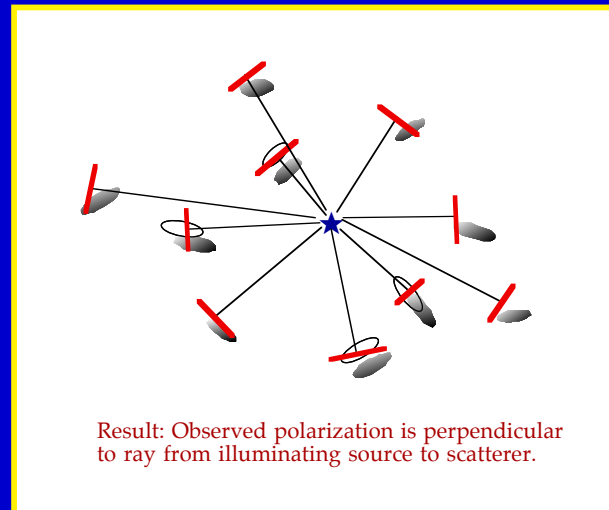 Result: Observed polarization is perpendicular
to ray from illuminating source to scatterer.